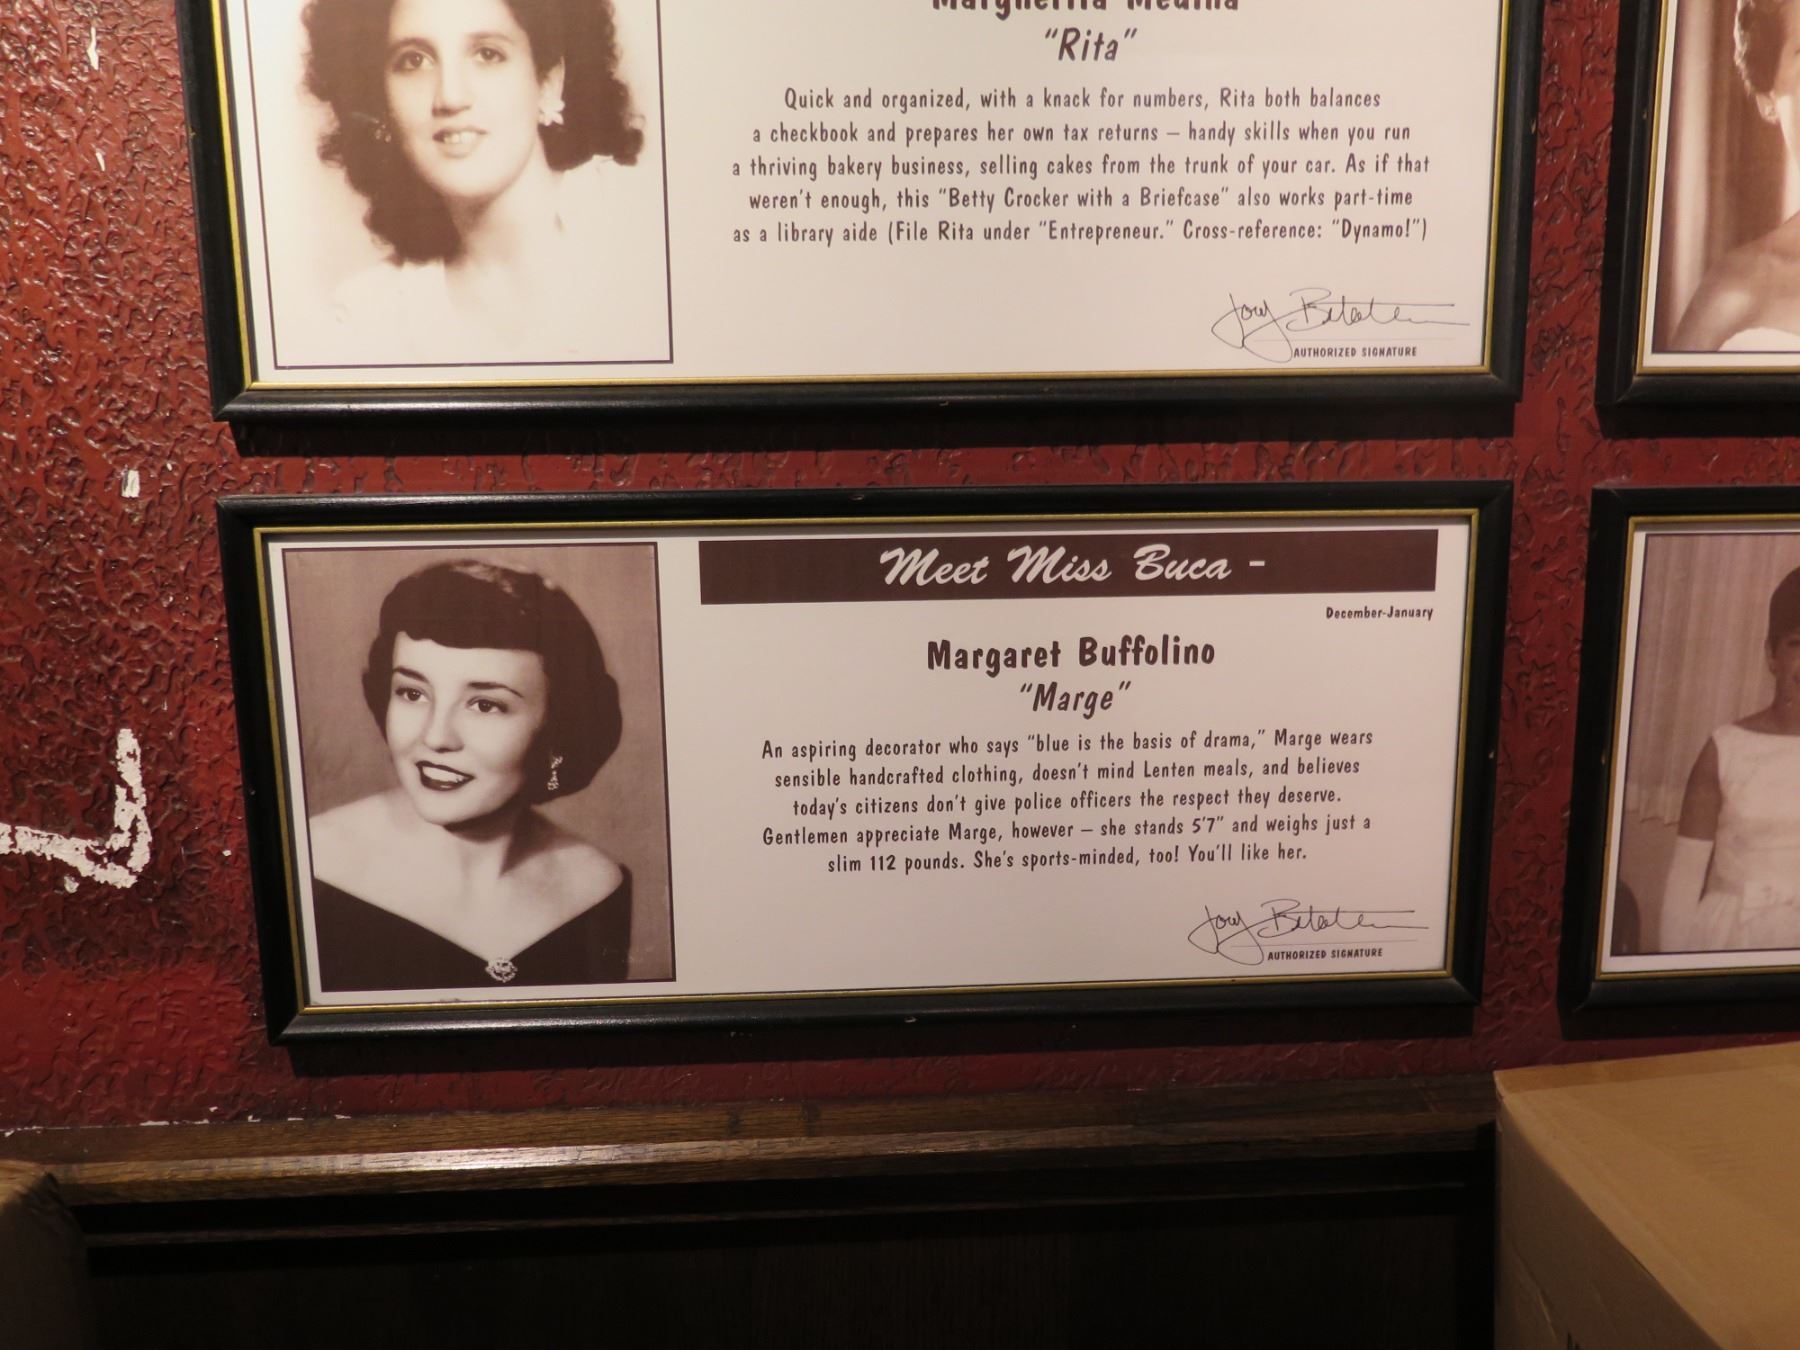 Margherita Medina
"Rita"
Quick and organized, with a knack for numbers, Rita both balances
a checkbook and prepares her own tax returns – handy skills when you run
a thriving bakery business, selling cakes from the trunk of your car. As if that
weren't enough, this "Betty Crocker with a Briefcase" also works part-time
as a library aide (File Rita under "Entrepreneur." Cross-reference: "Dynamo!")
AUTHORIZED SIGNATURE
Meet Miss Buca -
December-January
Margaret Buffolino
"Marge"
An aspiring decorator who says "blue is the basis of drama," Marge wears
sensible handcrafted clothing, doesn't mind Lenten meals, and believes
today's citizens don't give police officers the respect they deserve.
Gentlemen appreciate Marge, however – she stands 5'7" and weighs just a
slim 112 pounds. She's sports-minded, too! You'll like her.
AUTHORIZED SIGNATURE